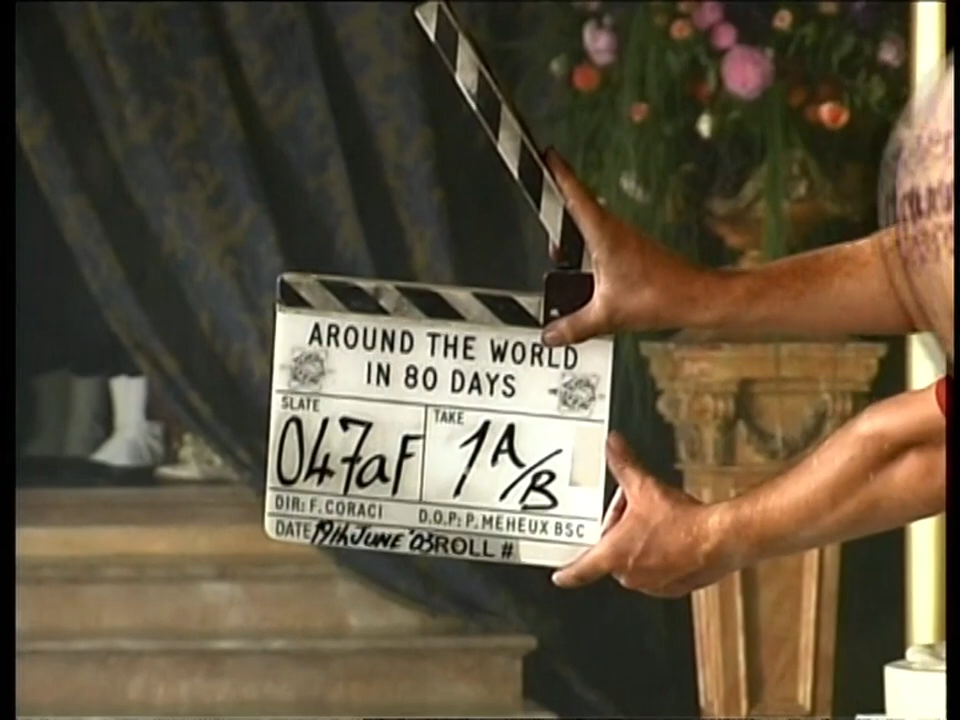 AROUND THE WORLD
IN 80 DAYS
SLATE
047aF
TAKE
1A/B
DIR: F. CORACI
D.O.P: P. MEHEUX BSC
DATE 19th JUNE '03 ROLL #